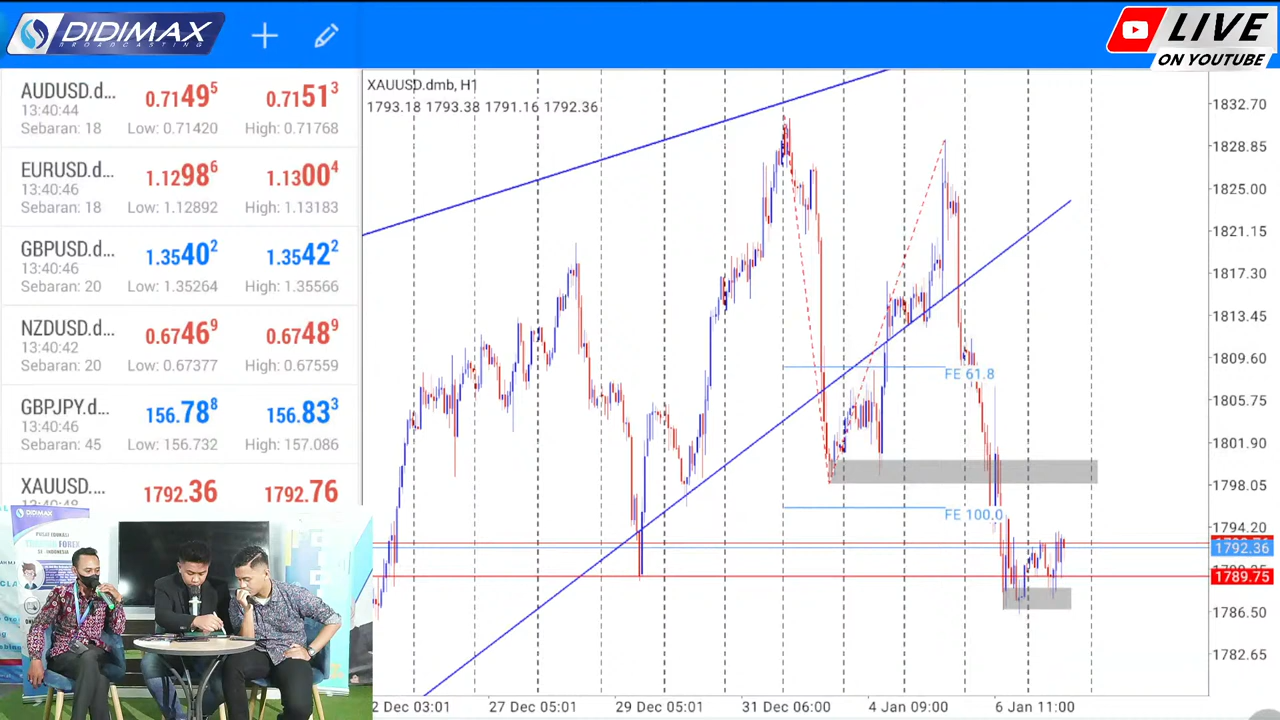 DIDIMAX
BROADCASTING
LIVE
ON YOUTUBE
AUDUSD.d...
13:40:44
Sebaran: 18
0.71495
Low: 0.71420
0.71513
High: 0.71768
EURUSD.d...
13:40:46
Sebaran: 18
1.12986
Low: 1.12892
1.13004
High: 1.13183
GBPUSD.d...
13:40:46
Sebaran: 20
1.35402
Low: 1.35264
1.35422
High: 1.35566
NZDUSD.d...
13:40:42
Sebaran: 20
0.67469
Low: 0.67377
0.67489
High: 0.67559
GBPJPY.d...
13:40:46
Sebaran: 45
156.788
Low: 156.732
156.833
High: 157.086
XAUUSD....
13:40:48
1792.36
1792.76
XAUUSD.dmb, H1
1793.18 1793.38 1791.16 1792.36
FE 61.8
FE 100.0
1832.70
1828.85
1825.00
1821.15
1817.30
1813.45
1809.60
1805.75
1801.90
1798.05
1794.20
1792.36
1789.75
1786.50
1782.65
2 Dec 03:01
27 Dec 05:01
29 Dec 05:01
31 Dec 06:00
4 Jan 09:00
6 Jan 11:00
DIDIMAX
PUSAT EDUKASI
FOREX